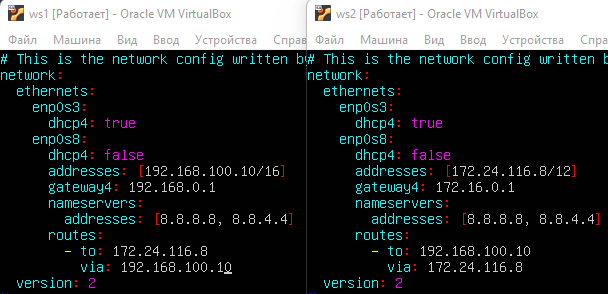 ws1 [Работает] - Oracle VM VirtualBox
Файл Машина Вид Ввод Устройства Справ
# This is the network config written b
network:
ethernets:
enp0s3:
dhcp4: true
enp0s8:
dhcp4: false
addresses: [192.168.100.10/16]
gateway4: 192.168.0.1
nameservers:
addresses: [8.8.8.8, 8.8.4.4]
routes:
- to: 172.24.116.8
via: 192.168.100.10
version: 2
ws2 [Работает] - Oracle VM VirtualBox
Файл Машина Вид Ввод Устройства Спра
# This is the network config written b
network:
ethernets:
enp0s3:
dhcp4: true
enp0s8:
dhcp4: false
addresses: [172.24.116.8/12]
gateway4: 172.16.0.1
nameservers:
addresses: [8.8.8.8, 8.8.4.4]
routes:
- to: 192.168.100.10
via: 172.24.116.8
version: 2